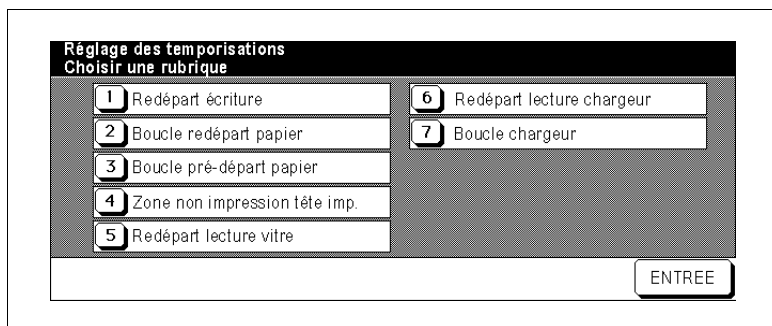 Réglage des temporisations
Choisir une rubrique
1 Redépart écriture
2 Boucle redépart papier
3 Boucle pré-départ papier
4 Zone non impression tête imp.
5 Redépart lecture vitre
6 Redépart lecture chargeur
7 Boucle chargeur
ENTREE